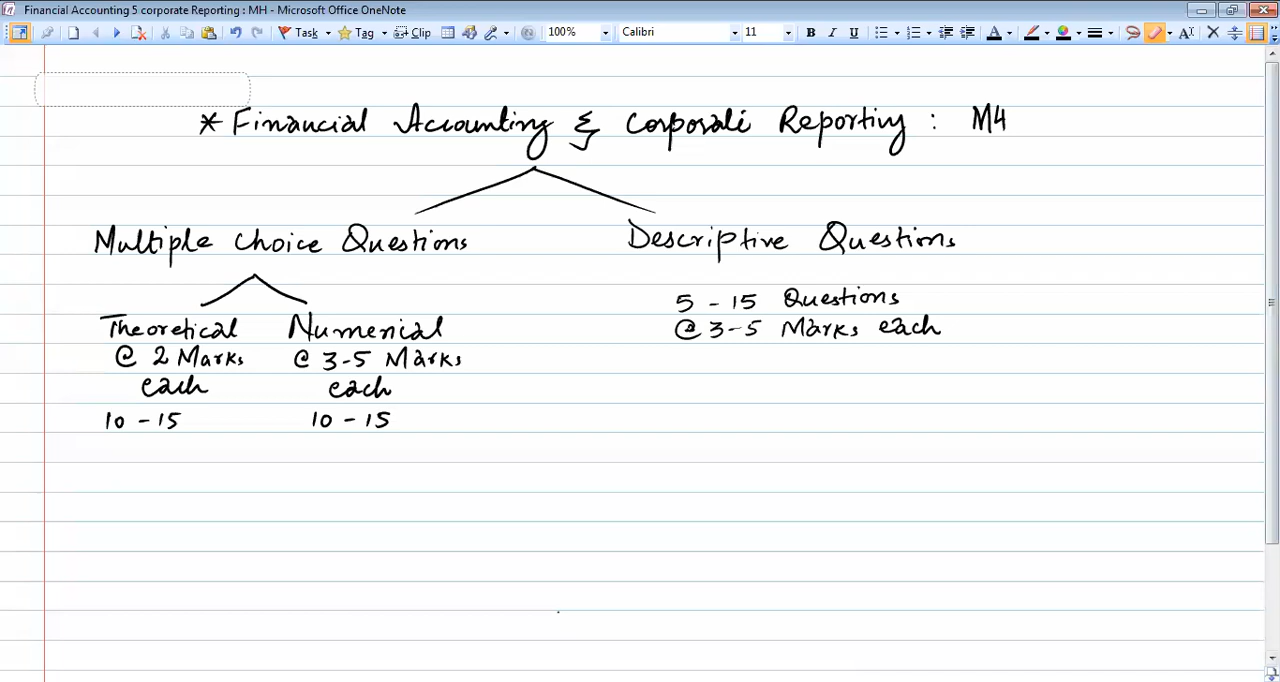 Financial Accounting 5 corporate Reporting : MH - Microsoft Office OneNote
Task Tag Clip 100% Calibri 11 B I U
* Financial Accounting & Corporate Reporting : M4
Multiple Choice Questions
Descriptive Questions
Theoretical
@ 2 Marks
each
10 - 15
Numerical
@ 3-5 Marks
each
10 - 15
5 - 15 Questions
@ 3-5 Marks each